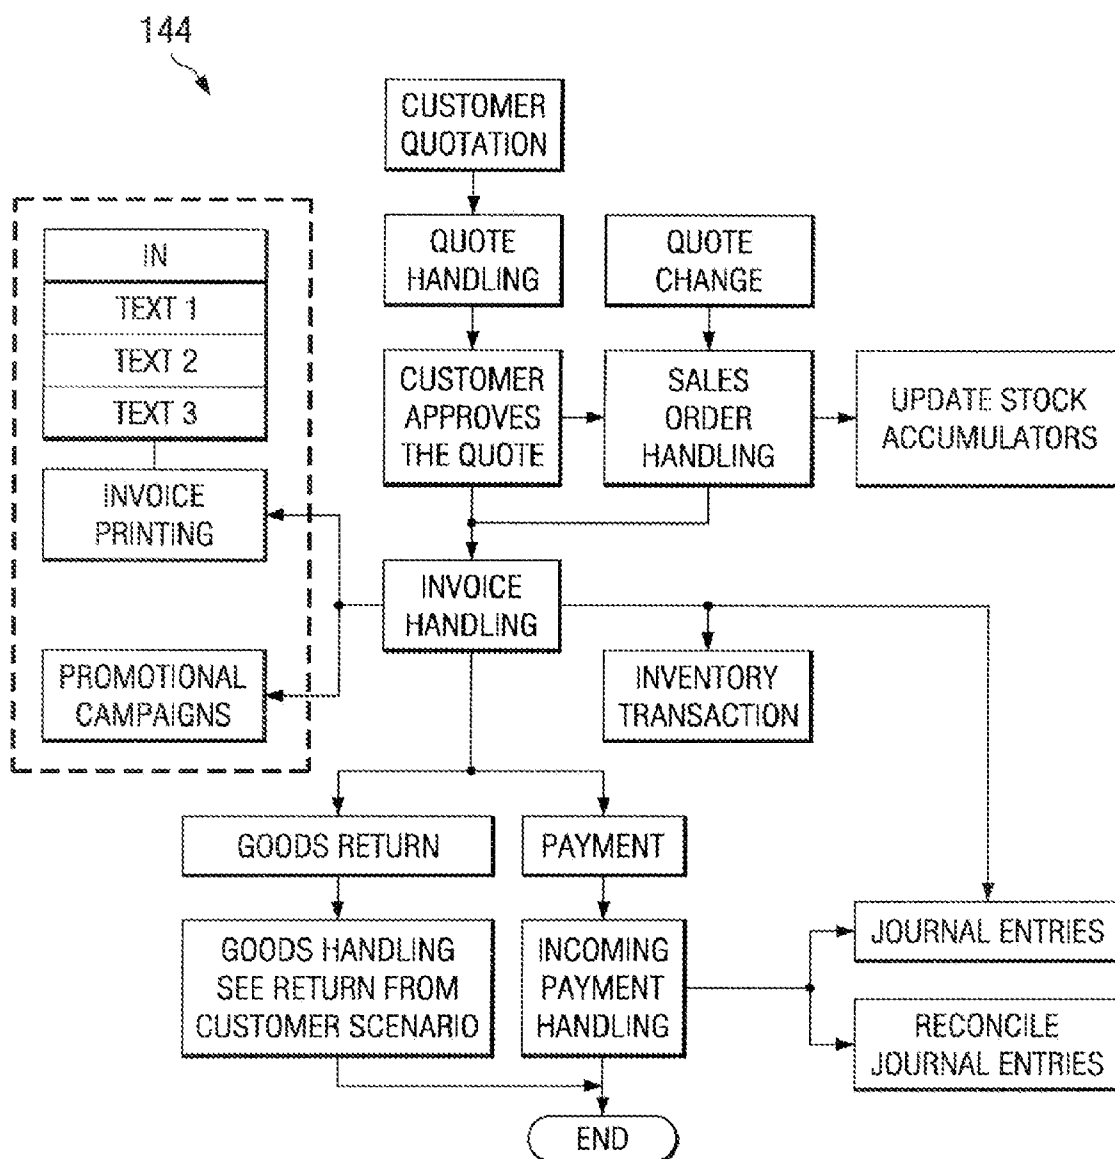 144
CUSTOMER
QUOTATION
IN
TEXT 1
TEXT 2
TEXT 3
INVOICE
PRINTING
PROMOTIONAL
CAMPAIGNS
QUOTE
HANDLING
QUOTE
CHANGE
CUSTOMER
APPROVES
THE QUOTE
SALES
ORDER
HANDLING
UPDATE STOCK
ACCUMULATORS
INVOICE
HANDLING
INVENTORY
TRANSACTION
GOODS RETURN
PAYMENT
GOODS HANDLING
SEE RETURN FROM
CUSTOMER SCENARIO
INCOMING
PAYMENT
HANDLING
JOURNAL ENTRIES
RECONCILE
JOURNAL ENTRIES
END